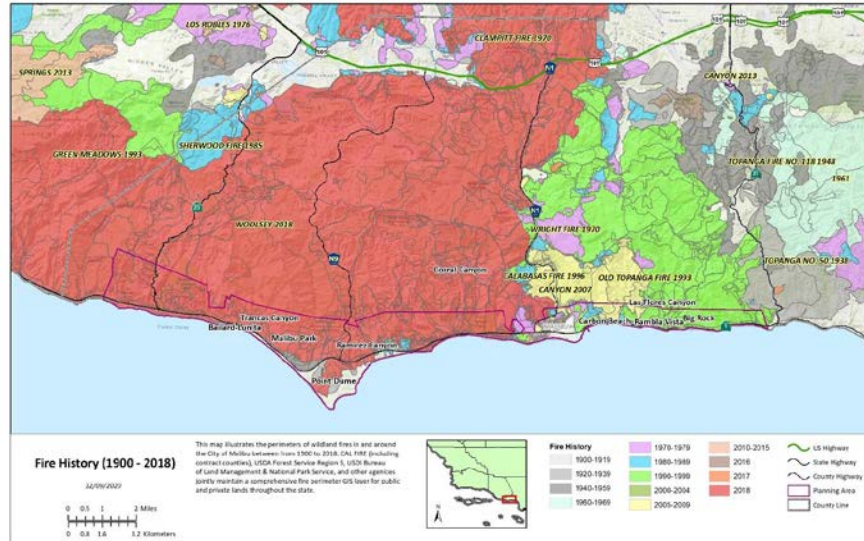 LOS ROBLES 1976
101
CLAMPITT FIRE 1970
101
101
101
101
N1
SPRINGS 2013
CANYON 2013
GREEN MEADOWS 1993
SHERWOOD FIRE 1985
TOPANGA FIRE NO. 118 1948
1961
WOOLSEY 2018
N1
WRIGHT FIRE 1970
N9
Corral Canyon
CALABASAS FIRE 1996
OLD TOPANGA FIRE 1993
TOPANGA NO. 50 1938
CANYON 2007
Las Flores Canyon
Trancas Canyon
Carbon Beach
Rambla Vista
Big Rock
Malibu Park
Ramirez Canyon
Point Dume
Fire History (1900 - 2018)
0 0.5 1 2 Miles
0 0.8 1.6 3.2 Kilometers
This map illustrates the perimeters of wildland fires in and around
the City of Malibu between from 1900 to 2018. CAL FIRE (including
contract counties), USDA Forest Service Region 5, USDI Bureau
of Land Management & National Park Service, and other agencies
jointly maintain a comprehensive fire perimeter GIS layer for public
and private lands throughout the state.
N
Fire History
1900-1919
1920-1939
1940-1959
1960-1969
1970-1979
1980-1989
1990-1999
2000-2004
2005-2009
2010-2015
2016
2017
2018
US Highway
State Highway
County Highway
Planning Area
County Line